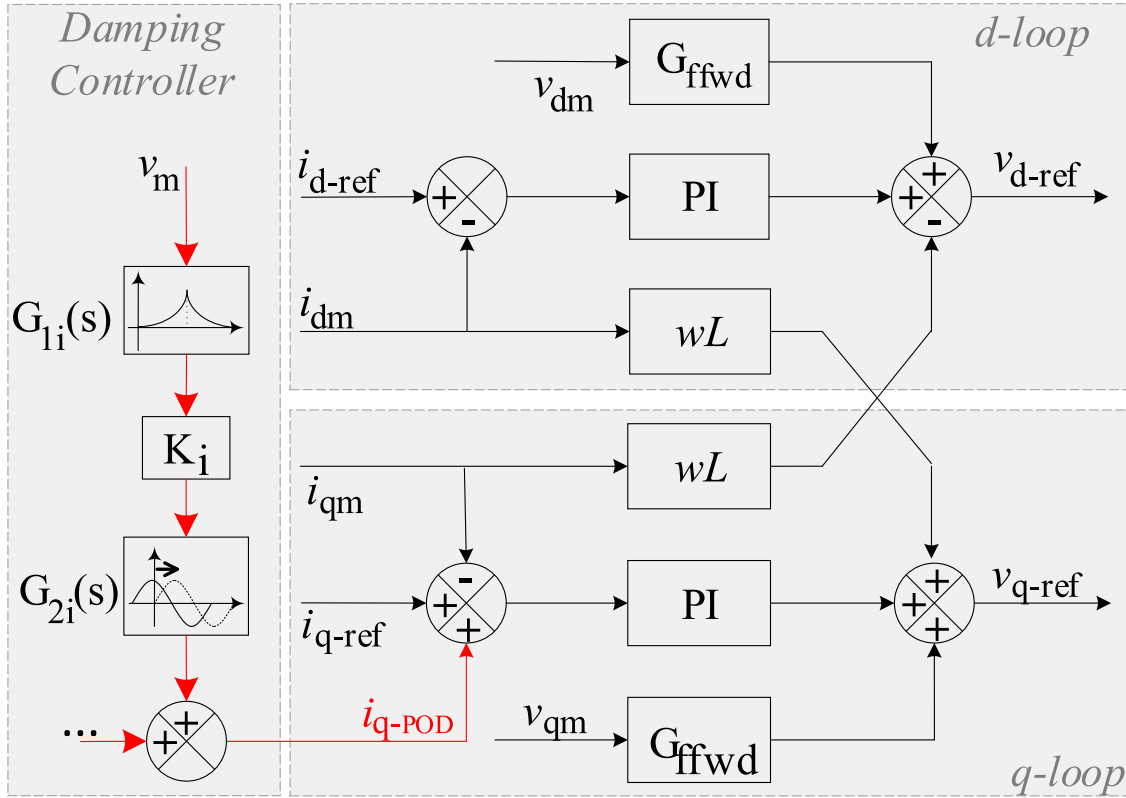 Damping
Controller
v_m
G_1i(s)
K_i
G_2i(s)
+
+
...
i_q-POD
d-loop
v_dm
G_ffwd
i_d-ref
+
-
PI
+
+
-
v_d-ref
i_dm
wL
i_qm
wL
-
+
+
i_q-ref
PI
+
+
+
v_q-ref
v_qm
G_ffwd
q-loop